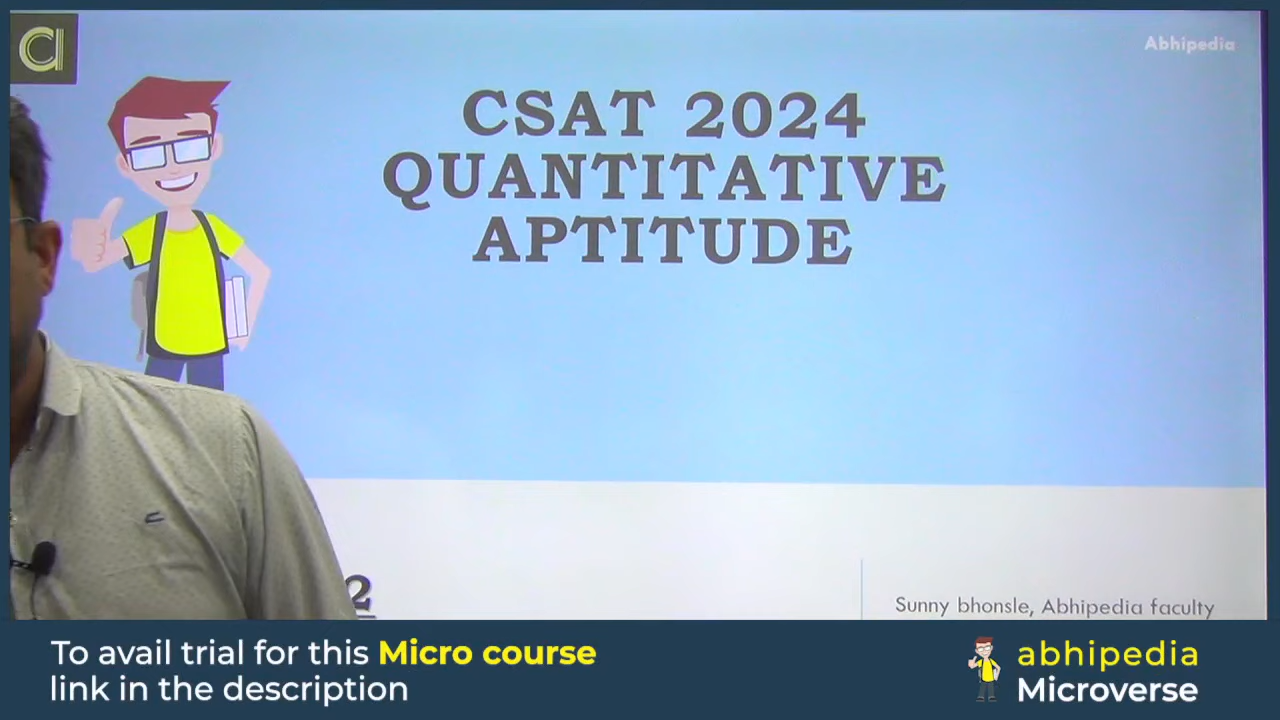 Abhipedia
CSAT 2024
QUANTITATIVE
APTITUDE
2
Sunny bhonsle, Abhipedia faculty
To avail trial for this Micro course
link in the description
abhipedia
Microverse